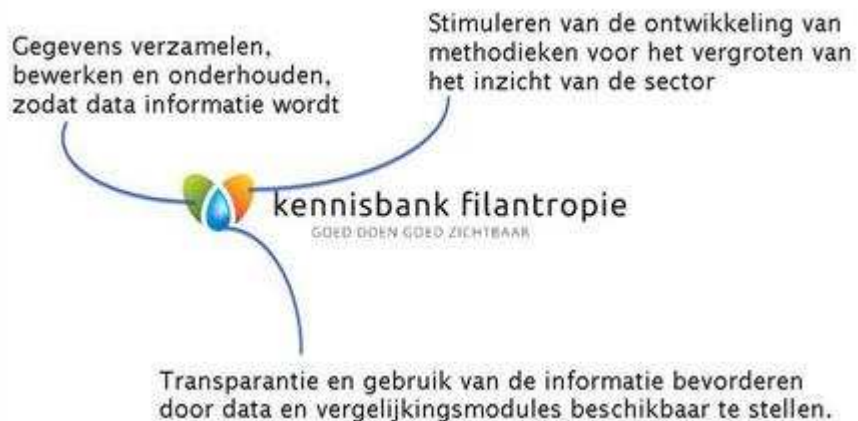 Gegevens verzamelen,
bewerken en onderhouden,
zodat data informatie wordt
Stimuleren van de ontwikkeling van
methodieken voor het vergroten van
het inzicht van de sector
kennisbank filantropie
GOED DOEN GOED ZICHTBAAR
Transparantie en gebruik van de informatie bevorderen
door data en vergelijkingsmodules beschikbaar te stellen.